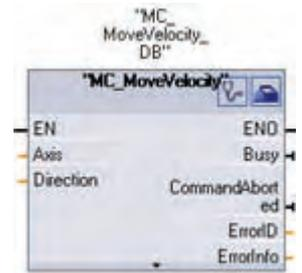 "MC_
MoveVelocity_
DB"
"MC_MoveVelocity"
EN
ENO
Axis
Busy
Direction
CommandAbort
ed
ErrorID
ErrorInfo